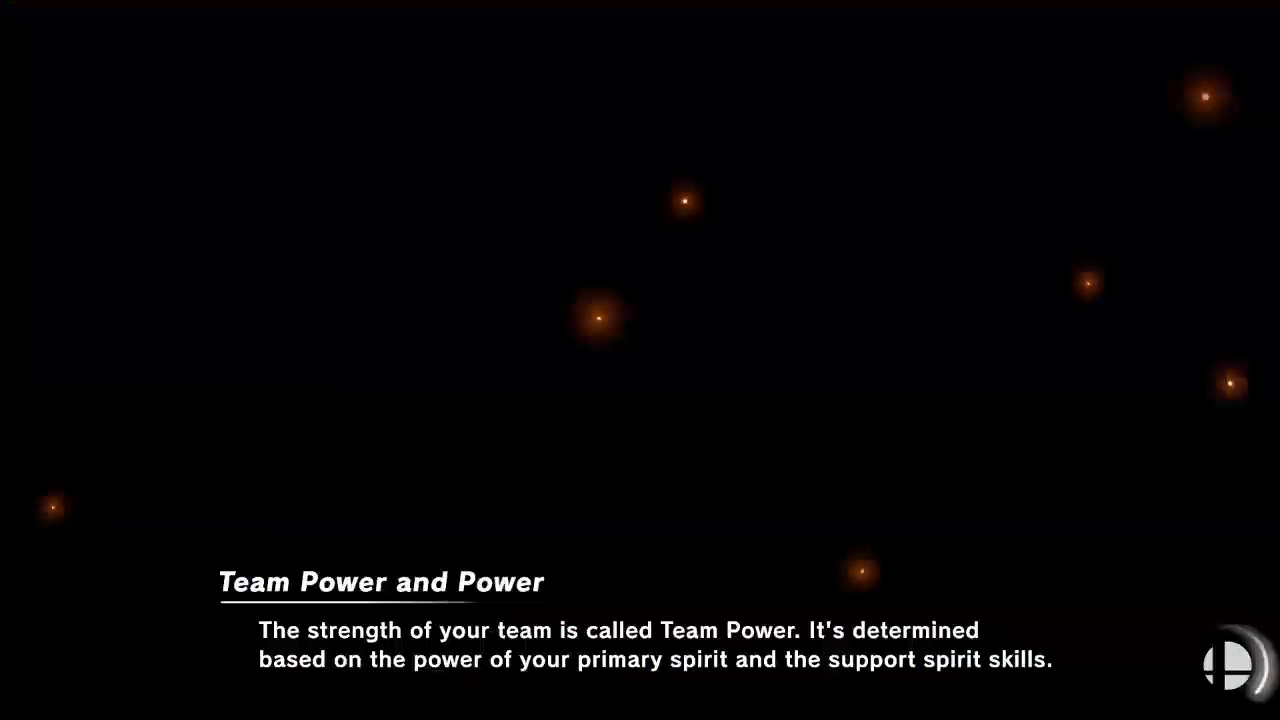 Team Power and Power
The strength of your team is called Team Power. It's determined
based on the power of your primary spirit and the support spirit skills.